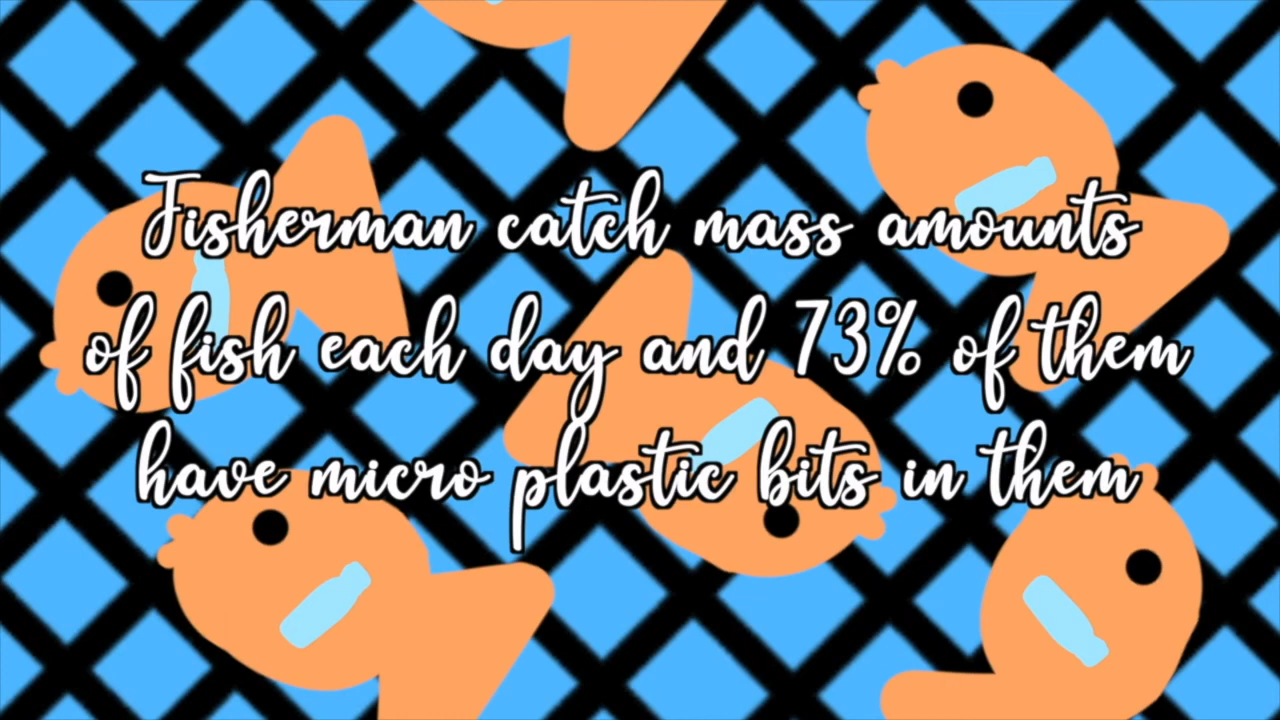 Fisherman catch mass amounts
of fish each day and 73% of them
have micro plastic bits in them